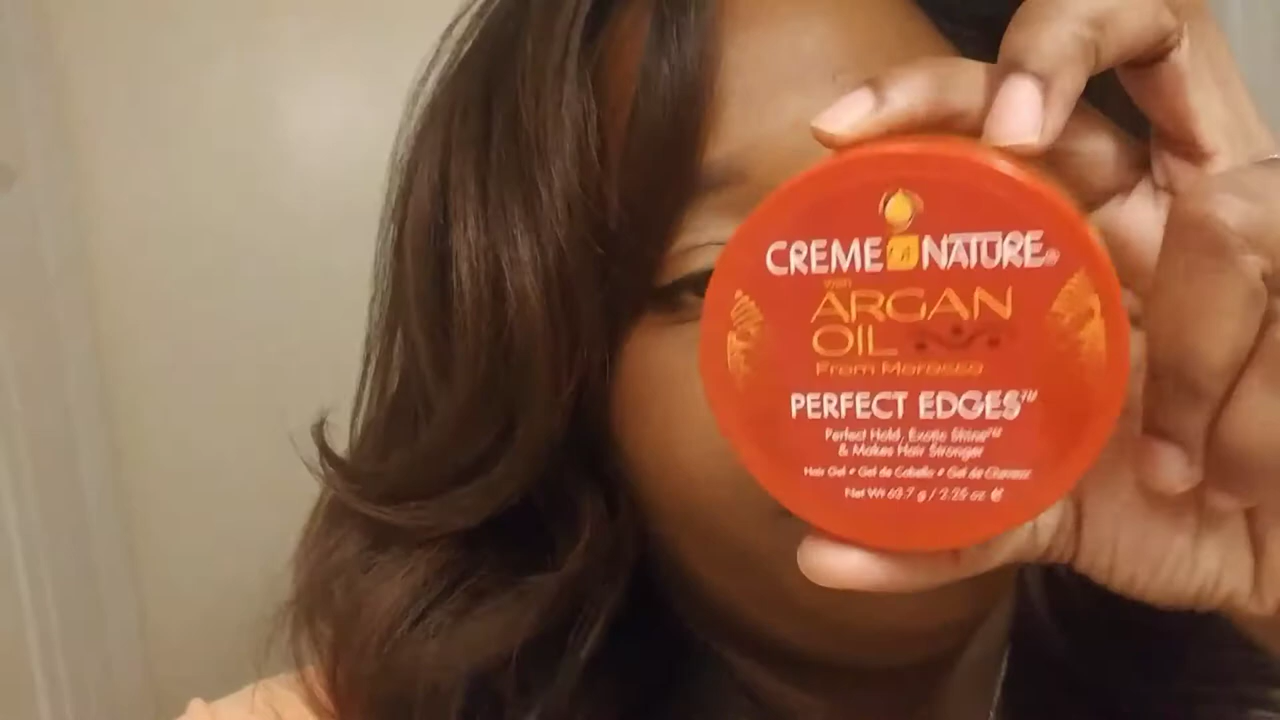 CREME OF NATURE®
with
ARGAN
OIL
From Morocco
PERFECT EDGES™
Perfect Hold, Exotic Shine™
& Makes Hair Stronger
Hair Gel • Gel de Cabello • Gel de Cheveux
Net Wt 63.7 g / 2.25 oz ℮